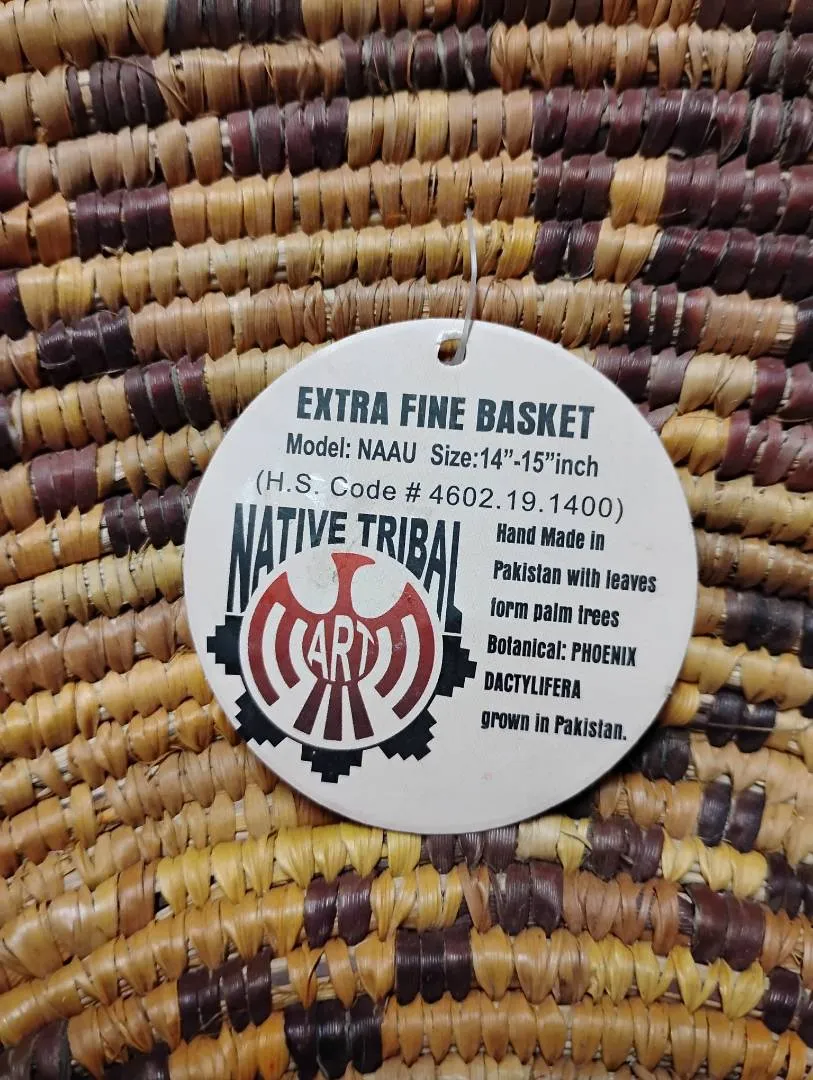 EXTRA FINE BASKET
Model: NAAU Size:14”-15”inch
(H.S. Code # 4602.19.1400)
NATIVE TRIBAL
ART
Hand Made in
Pakistan with leaves
form palm trees
Botanical: PHOENIX
DACTYLIFERA
grown in Pakistan.